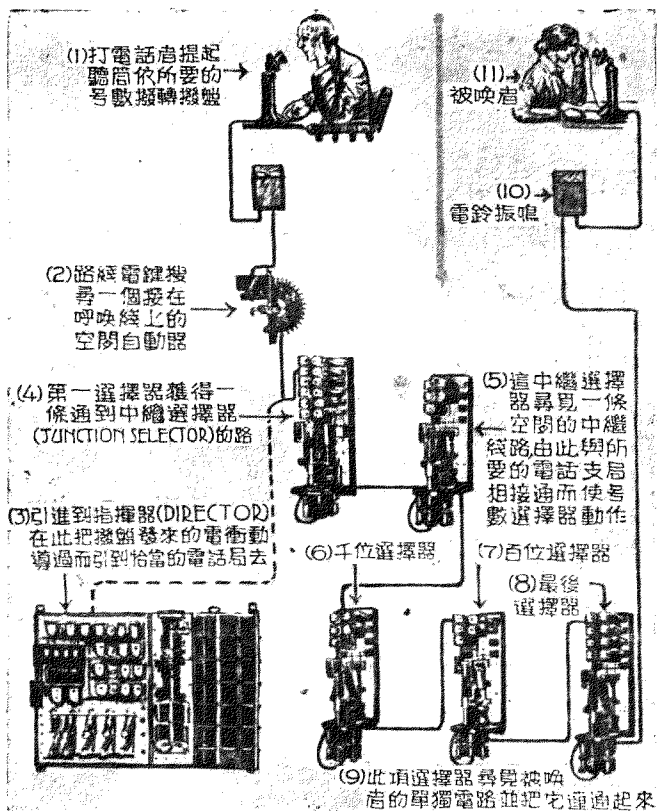 (1)打電話者提起
聽筒依所要的
号數撥轉撥盤
(2)路綫電鍵搜
尋一個接在
呼喚綫上的
空閒自動器
(3)引進到指揮器(DIRECTOR)
在此把撥盤發來的電衝動
導過而引到恰當的電話局去
(4)第一選擇器獲得一
條通到中繼選擇器
(JUNCTION SELECTOR)的路
(5)這中繼選擇
器尋覓一條
空閒的中繼
綫路由此與所
要的電話支局
相接通而使号
數選擇器動作
(6)千位選擇器
(7)百位選擇器
(8)最後
選擇器
(9)此項選擇器尋覓被喚
者的單獨電路並把它連通起來
(10)
電鈴振鳴
(11)
被喚者